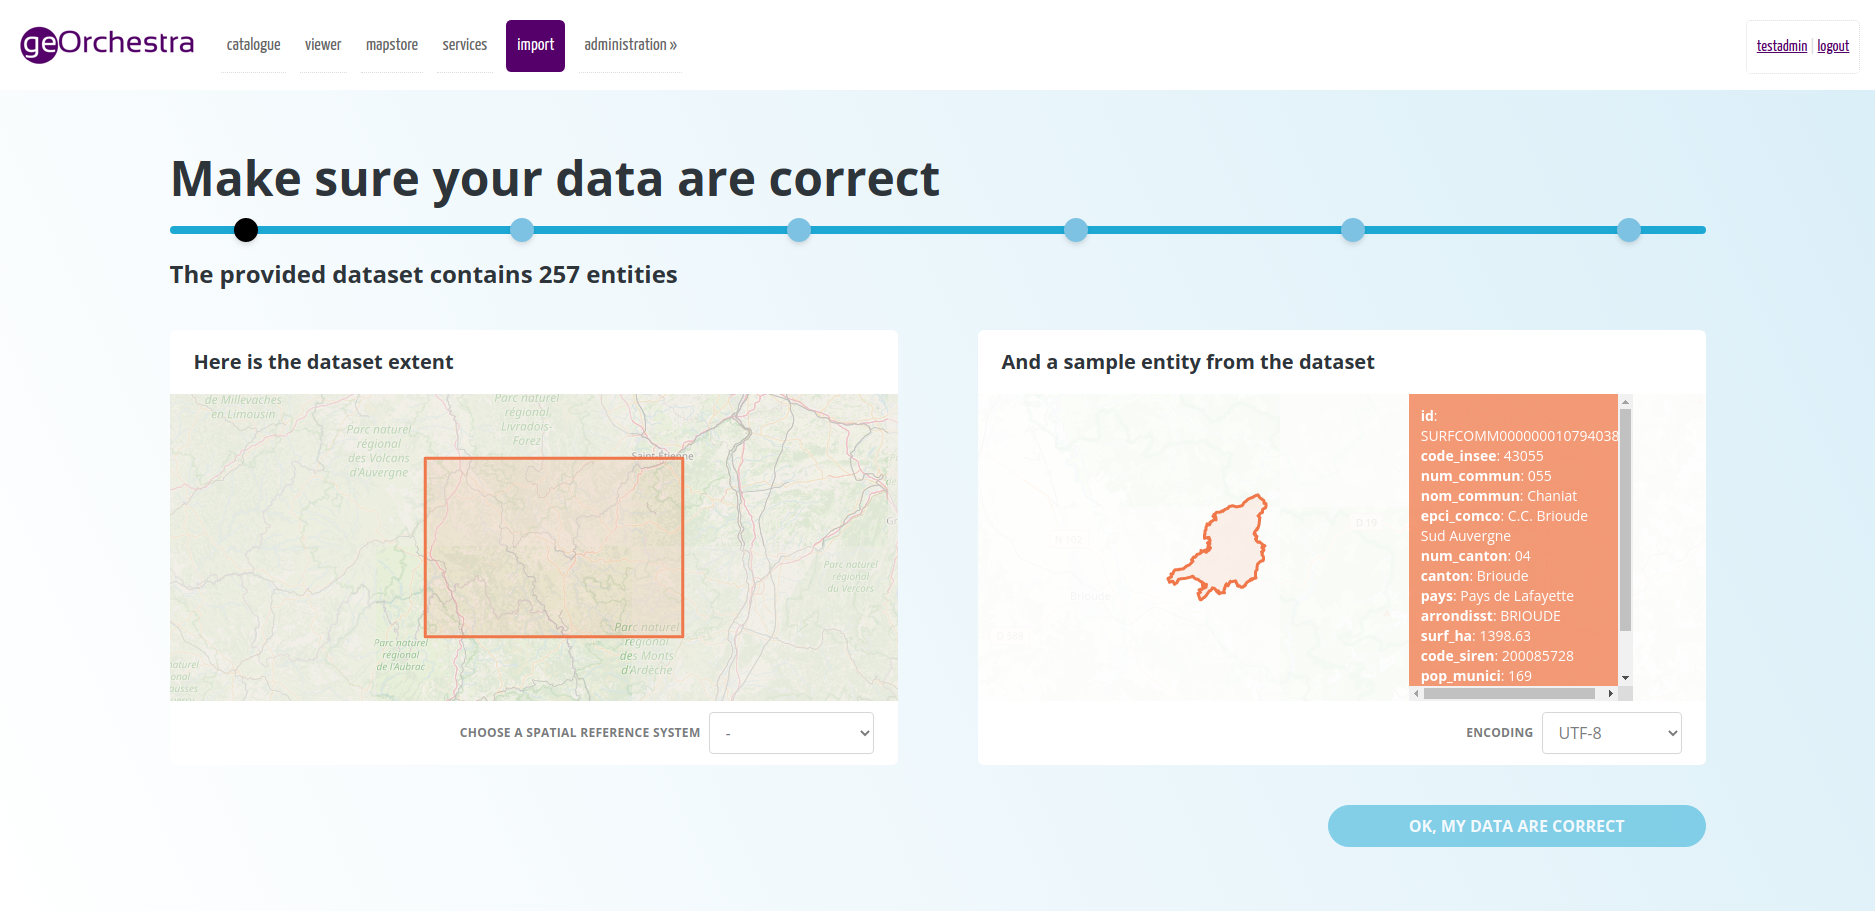 geOrchestra
catalogue
viewer
mapstore
services
import
administration »
testadmin | logout
Make sure your data are correct
The provided dataset contains 257 entities
Here is the dataset extent
de Millevaches
en Limousin
Parc naturel
régional
Livradois-
Forez
Parc naturel
régional
des Volcans
d'Auvergne
Saint-Étienne
Parc naturel
régional
du Vercors
Parc naturel
régional
de l'Aubrac
Parc naturel
régional
des Monts
d'Ardèche
CHOOSE A SPATIAL REFERENCE SYSTEM
-
And a sample entity from the dataset
D 19
N 102
Brioude
D 588
id:
SURFCOMM000000010794038
code_insee: 43055
num_commun: 055
nom_commun: Chaniat
epci_comco: C.C. Brioude
Sud Auvergne
num_canton: 04
canton: Brioude
pays: Pays de Lafayette
arrondisst: BRIOUDE
surf_ha: 1398.63
code_siren: 200085728
pop_munici: 169
ENCODING
UTF-8
OK, MY DATA ARE CORRECT